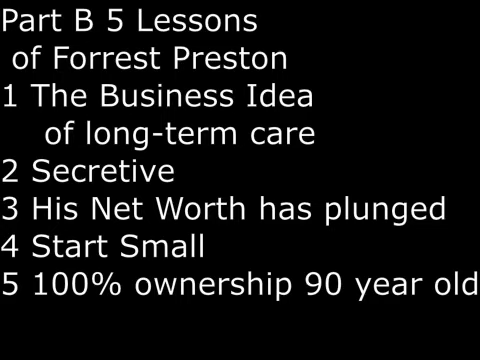 Part B 5 Lessons
of Forrest Preston
1 The Business Idea
of long-term care
2 Secretive
3 His Net Worth has plunged
4 Start Small
5 100% ownership 90 year old